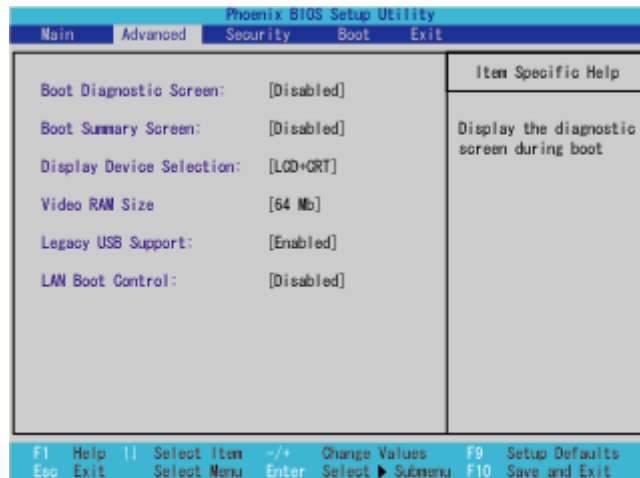 Phoenix BIOS Setup Utility
Main Advanced Security Boot Exit
Item Specific Help
Boot Diagnostic Screen: [Disabled]
Display the diagnostic
screen during boot
Boot Summary Screen: [Disabled]
Display Device Selection: [LCD+CRT]
Video RAM Size [64 Mb]
Legacy USB Support: [Enabled]
LAN Boot Control: [Disabled]
F1 Help ↑↓ Select Item -/+ Change Values F9 Setup Defaults
Esc Exit Select Menu Enter Select ▶ Submenu F10 Save and Exit